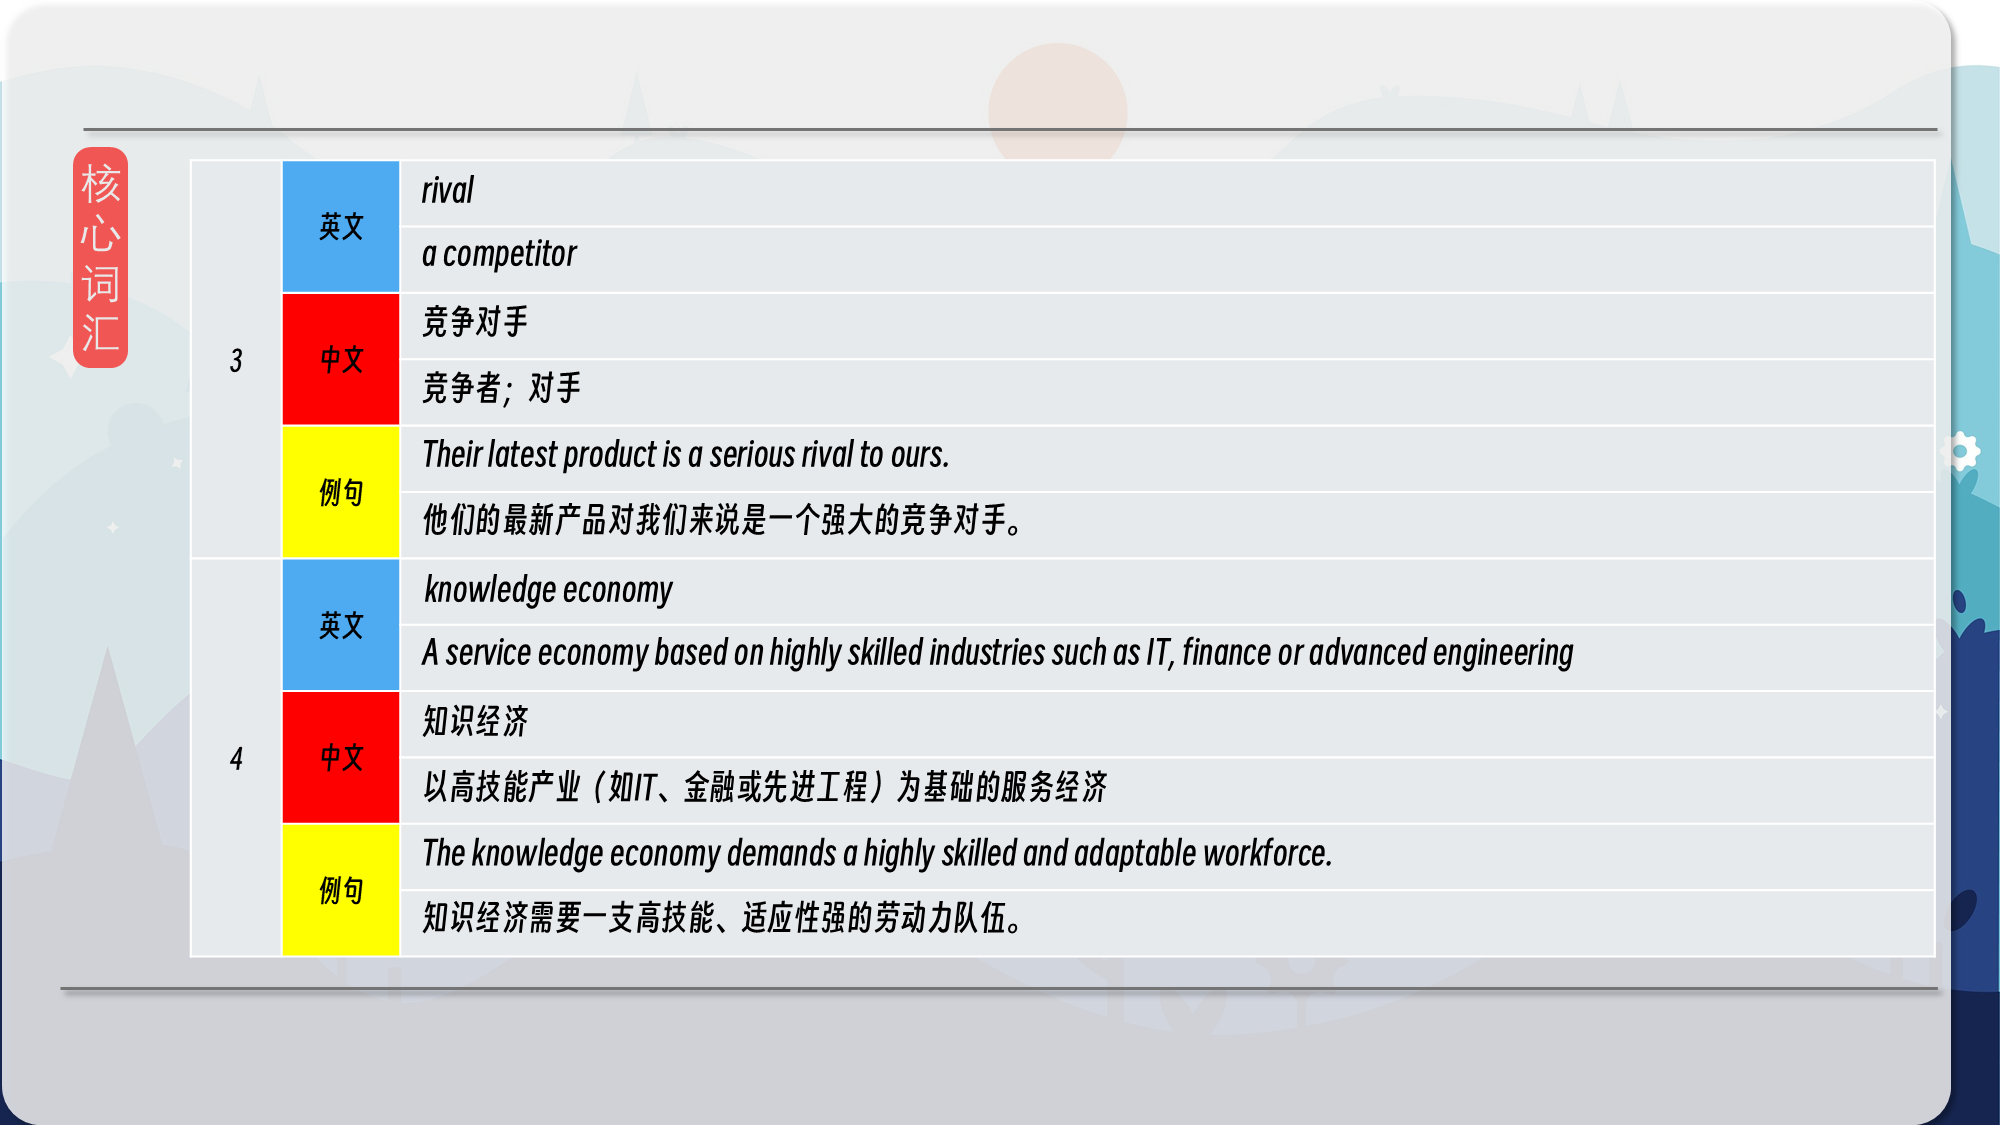 核心词汇
3
英文
rival
a competitor
中文
竞争对手
竞争者；对手
例句
Their latest product is a serious rival to ours.
他们的最新产品对我们来说是一个强大的竞争对手。
4
英文
knowledge economy
A service economy based on highly skilled industries such as IT, finance or advanced engineering
中文
知识经济
以高技能产业（如IT、金融或先进工程）为基础的服务经济
例句
The knowledge economy demands a highly skilled and adaptable workforce.
知识经济需要一支高技能、适应性强的劳动力队伍。